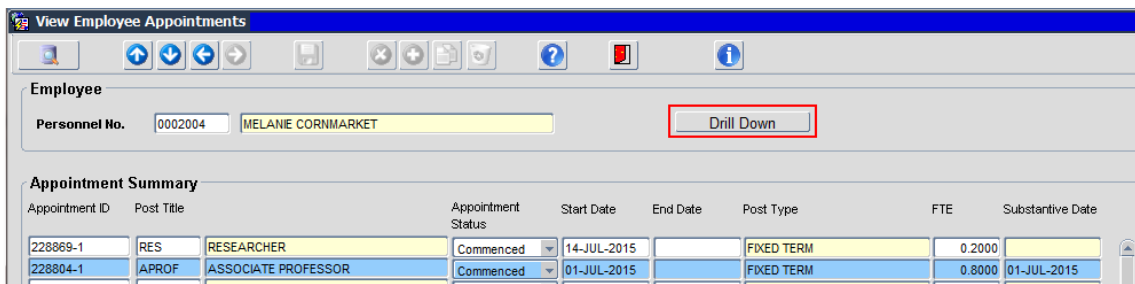 View Employee Appointments
Employee
Personnel No. 0002004 MELANIE CORNMARKET Drill Down
Appointment Summary
Appointment ID Post Title Appointment Status Start Date End Date Post Type FTE Substantive Date
228869-1 RES RESEARCHER Commenced 14-JUL-2015 FIXED TERM 0.2000
228804-1 APROF ASSOCIATE PROFESSOR Commenced 01-JUL-2015 FIXED TERM 0.8000 01-JUL-2015